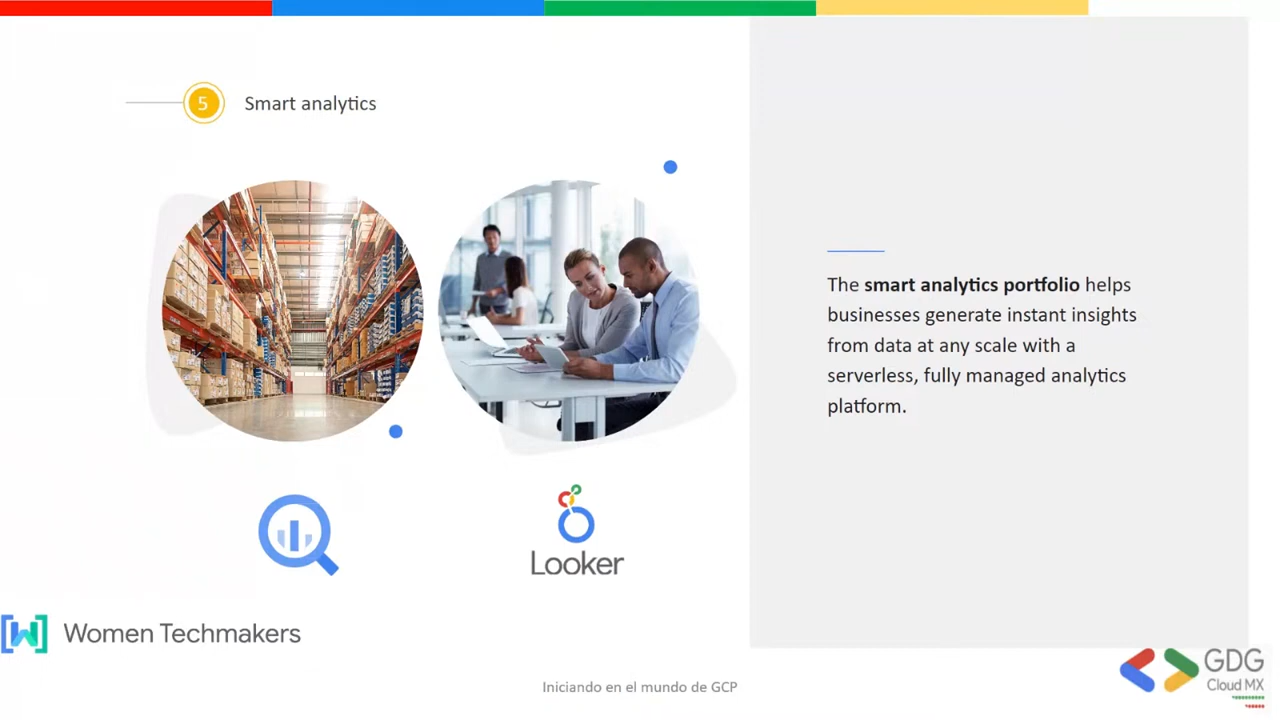 5
Smart analytics
The smart analytics portfolio helps
businesses generate instant insights
from data at any scale with a
serverless, fully managed analytics
platform.
Looker
Women Techmakers
Iniciando en el mundo de GCP
GDG
Cloud MX